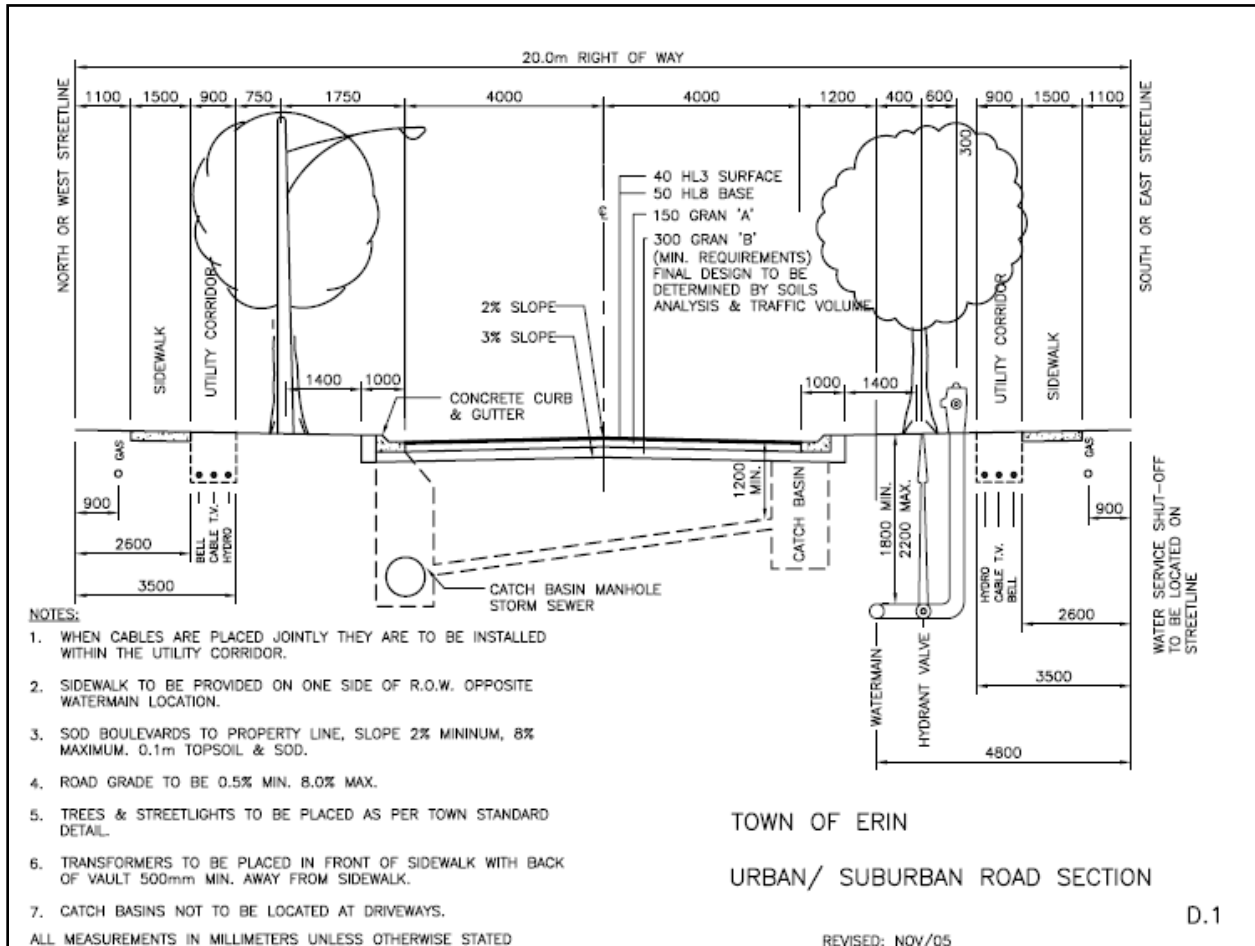 20.0m RIGHT OF WAY
1100 1500 900 750 1750 4000 4000 1200 400 600 900 1500 1100
300
NORTH OR WEST STREETLINE
SOUTH OR EAST STREETLINE
40 HL3 SURFACE
50 HL8 BASE
150 GRAN 'A'
300 GRAN 'B'
(MIN. REQUIREMENTS)
FINAL DESIGN TO BE
DETERMINED BY SOILS
ANALYSIS & TRAFFIC VOLUME
℄
SIDEWALK
UTILITY CORRIDOR
2% SLOPE
3% SLOPE
UTILITY CORRIDOR
SIDEWALK
1400 1000
1000 1400
CONCRETE CURB
& GUTTER
GAS
GAS
1200
MIN.
CATCH BASIN
1800 MIN.
2200 MAX.
900
900
2600
BELL
CABLE T.V.
HYDRO
HYDRO
CABLE T.V.
BELL
3500
CATCH BASIN MANHOLE
STORM SEWER
2600
WATER SERVICE SHUT-OFF
TO BE LOCATED ON
STREETLINE
3500
WATERMAIN
HYDRANT VALVE
4800
NOTES:
1. WHEN CABLES ARE PLACED JOINTLY THEY ARE TO BE INSTALLED
WITHIN THE UTILITY CORRIDOR.
2. SIDEWALK TO BE PROVIDED ON ONE SIDE OF R.O.W. OPPOSITE
WATERMAIN LOCATION.
3. SOD BOULEVARDS TO PROPERTY LINE, SLOPE 2% MININUM, 8%
MAXIMUM. 0.1m TOPSOIL & SOD.
4. ROAD GRADE TO BE 0.5% MIN. 8.0% MAX.
5. TREES & STREETLIGHTS TO BE PLACED AS PER TOWN STANDARD
DETAIL.
6. TRANSFORMERS TO BE PLACED IN FRONT OF SIDEWALK WITH BACK
OF VAULT 500mm MIN. AWAY FROM SIDEWALK.
7. CATCH BASINS NOT TO BE LOCATED AT DRIVEWAYS.
ALL MEASUREMENTS IN MILLIMETERS UNLESS OTHERWISE STATED
TOWN OF ERIN
URBAN/ SUBURBAN ROAD SECTION
D.1
REVISED: NOV/05